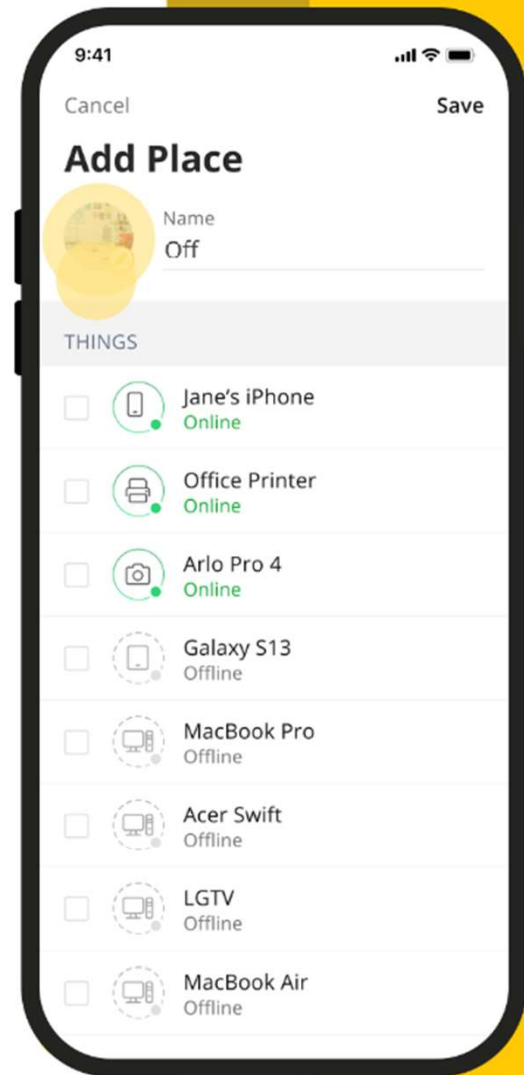 9:41
Cancel
Save
Add Place
Name
Off
THINGS
Jane’s iPhone
Online
Office Printer
Online
Arlo Pro 4
Online
Galaxy S13
Offline
MacBook Pro
Offline
Acer Swift
Offline
LGTV
Offline
MacBook Air
Offline